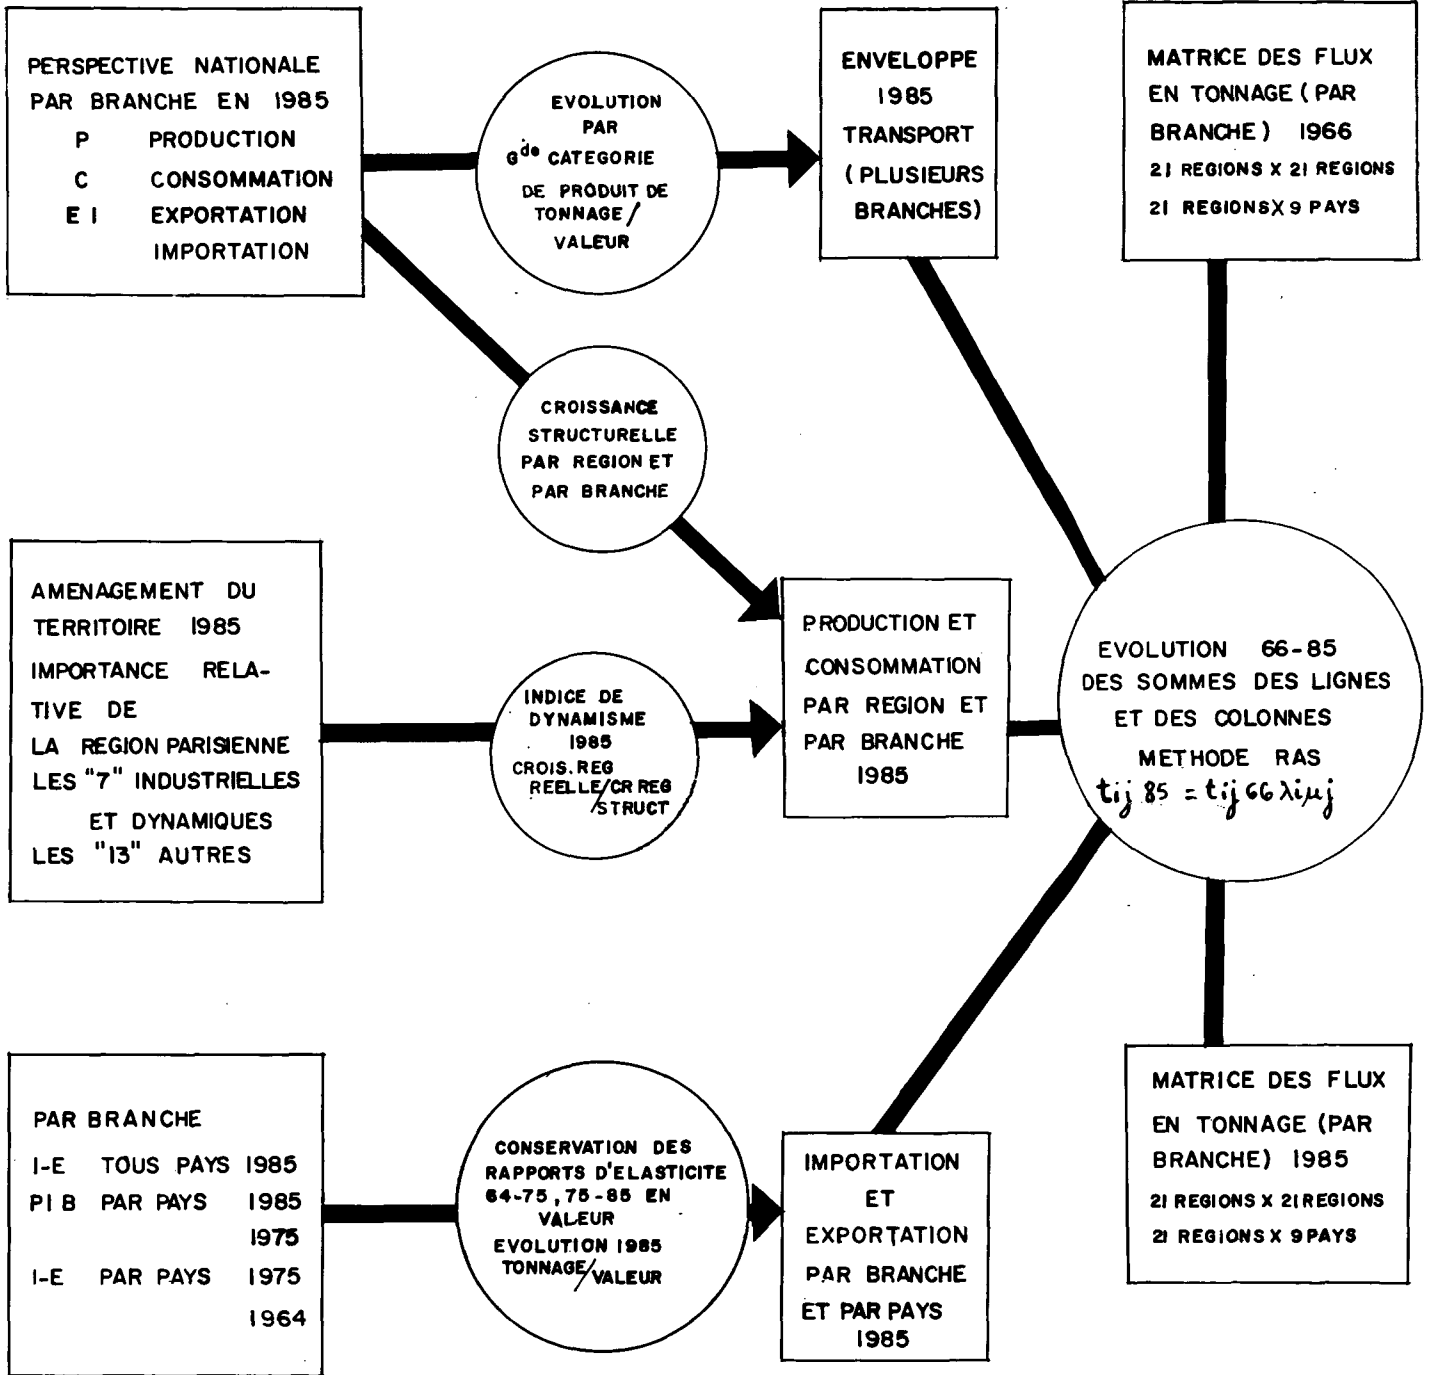 PERSPECTIVE NATIONALE
PAR BRANCHE EN 1985
P PRODUCTION
C CONSOMMATION
E I EXPORTATION
IMPORTATION
EVOLUTION
PAR
Gde CATEGORIE
DE PRODUIT DE
TONNAGE /
VALEUR
ENVELOPPE
1985
TRANSPORT
( PLUSIEURS
BRANCHES)
MATRICE DES FLUX
EN TONNAGE ( PAR
BRANCHE ) 1966
21 REGIONS X 21 REGIONS
21 REGIONS X 9 PAYS
CROISSANCE
STRUCTURELLE
PAR REGION ET
PAR BRANCHE
AMENAGEMENT DU
TERRITOIRE 1985
IMPORTANCE RELA-
TIVE DE
LA REGION PARISIENNE
LES "7" INDUSTRIELLES
ET DYNAMIQUES
LES "13" AUTRES
INDICE DE
DYNAMISME
1985
CROIS. REG
REELLE/CR REG
STRUCT
PRODUCTION ET
CONSOMMATION
PAR REGION ET
PAR BRANCHE
1985
EVOLUTION 66-85
DES SOMMES DES LIGNES
ET DES COLONNES
METHODE RAS
tij 85 = tij 66 λiμj
PAR BRANCHE
I-E TOUS PAYS 1985
PIB PAR PAYS 1985
1975
I-E PAR PAYS 1975
1964
CONSERVATION DES
RAPPORTS D'ELASTICITE
64-75, 75-85 EN
VALEUR
EVOLUTION 1985
TONNAGE/VALEUR
IMPORTATION
ET
EXPORTATION
PAR BRANCHE
ET PAR PAYS
1985
MATRICE DES FLUX
EN TONNAGE (PAR
BRANCHE) 1985
21 REGIONS X 21 REGIONS
21 REGIONS X 9 PAYS